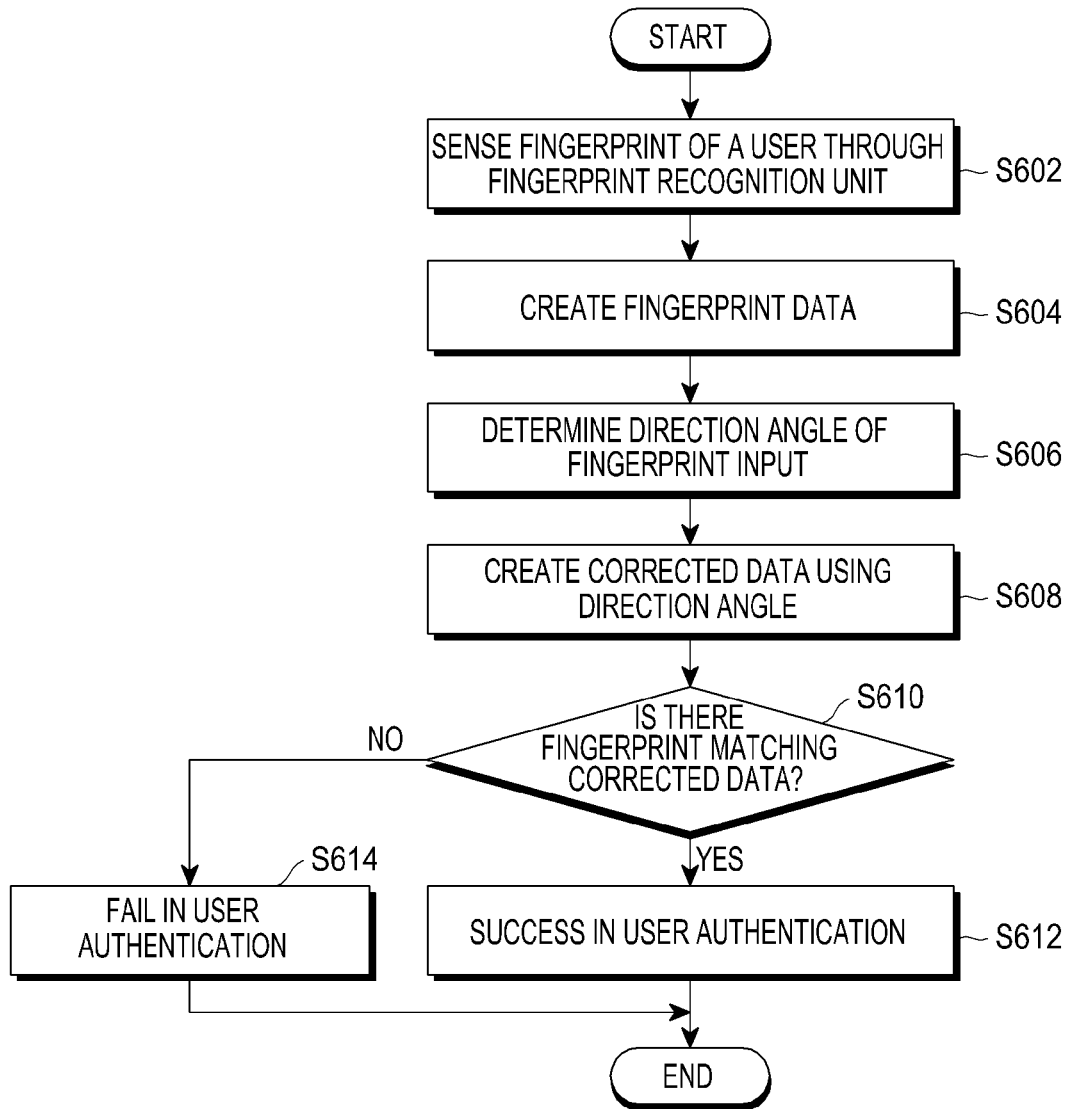 START
SENSE FINGERPRINT OF A USER THROUGH
FINGERPRINT RECOGNITION UNIT
S602
CREATE FINGERPRINT DATA
S604
DETERMINE DIRECTION ANGLE OF
FINGERPRINT INPUT
S606
CREATE CORRECTED DATA USING
DIRECTION ANGLE
S608
S610
IS THERE
FINGERPRINT MATCHING
CORRECTED DATA?
NO
YES
S614
FAIL IN USER
AUTHENTICATION
SUCCESS IN USER AUTHENTICATION
S612
END